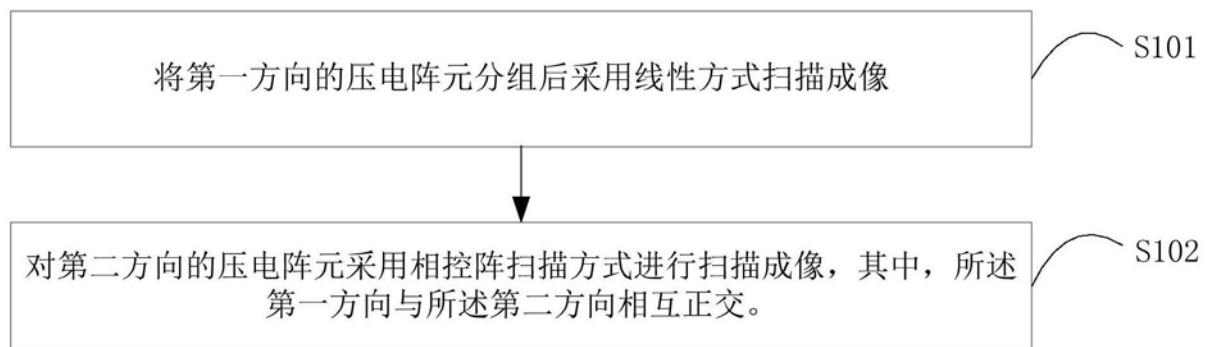 将第一方向的压电阵元分组后采用线性方式扫描成像
S101
对第二方向的压电阵元采用相控阵扫描方式进行扫描成像，其中，所述
第一方向与所述第二方向相互正交。
S102